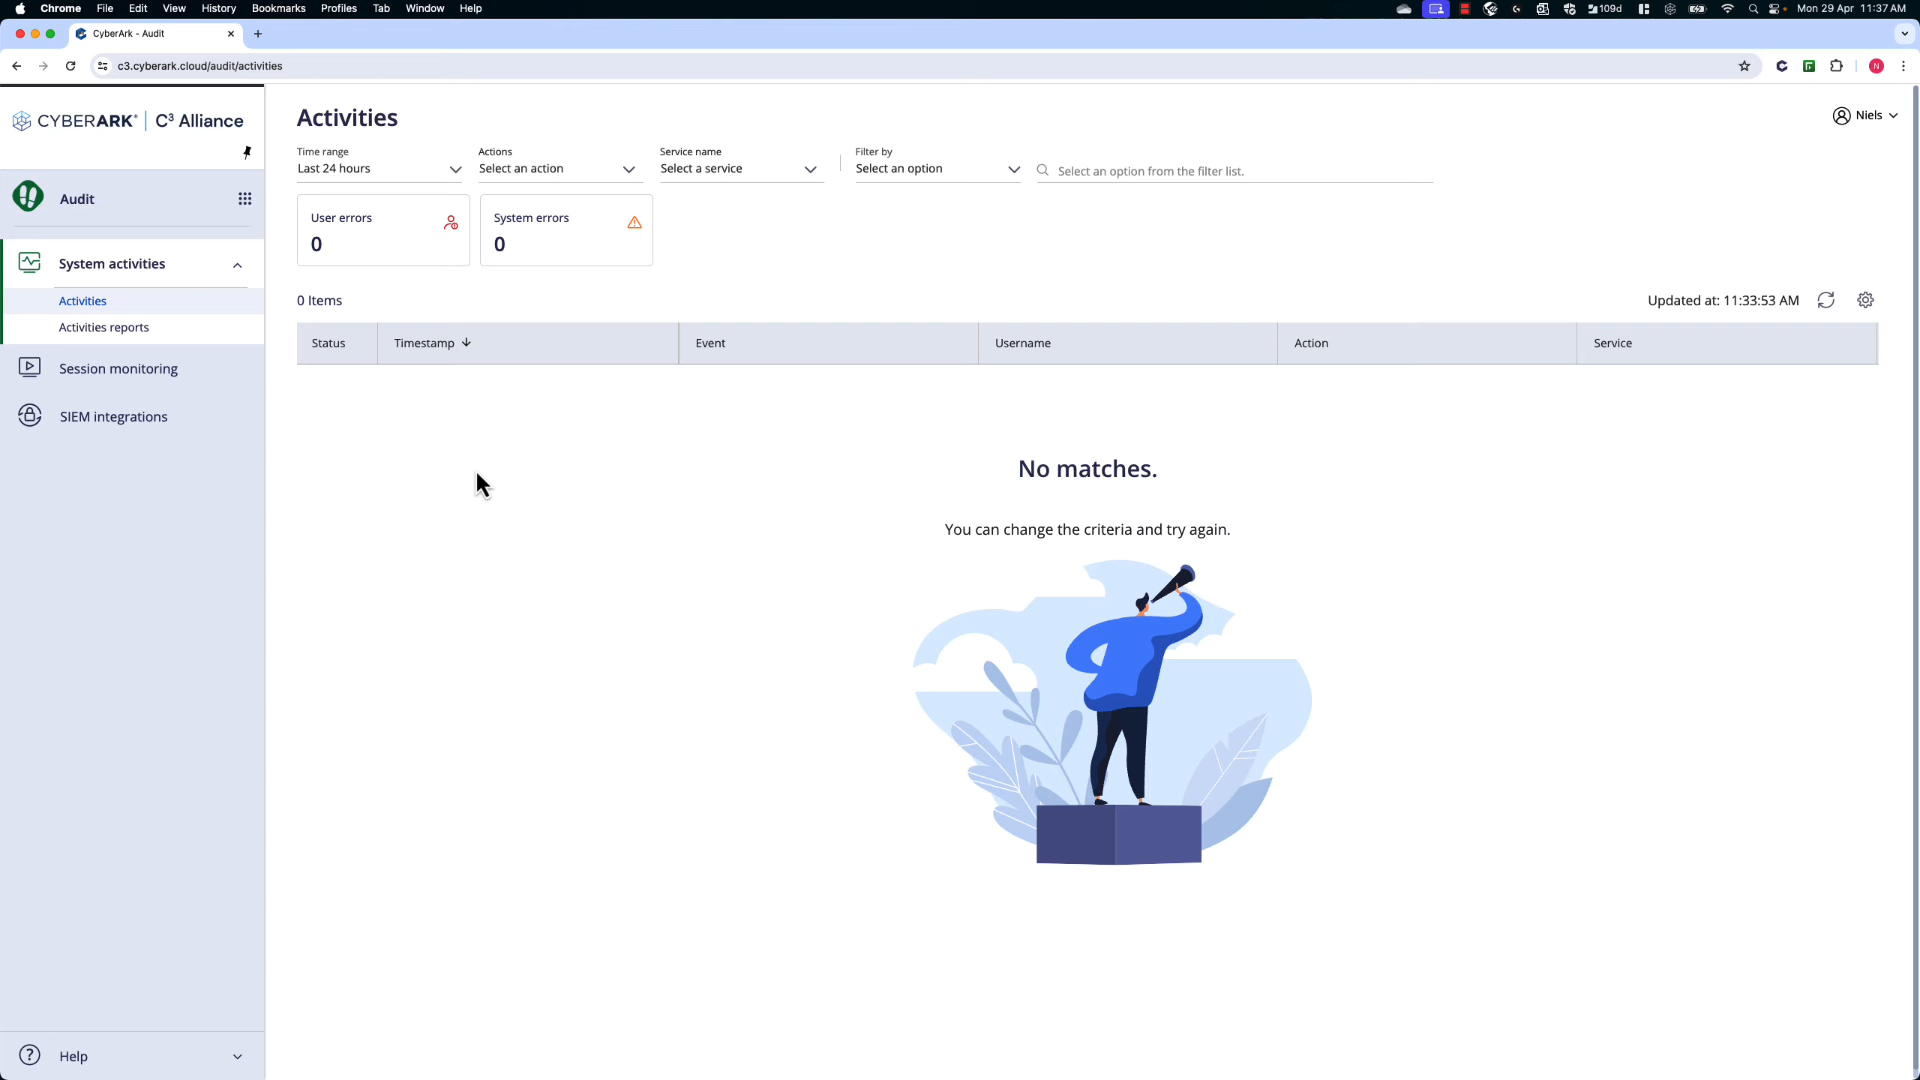 Chrome File Edit View History Bookmarks Profiles Tab Window Help 109d Mon 29 Apr 11:37 AM
CyberArk - Audit
c3.cyberark.cloud/audit/activities
N
CYBERARK® | C³ Alliance
Activities
Niels
Time range
Actions
Service name
Filter by
Last 24 hours
Select an action
Select a service
Select an option
Select an option from the filter list.
Audit
User errors
0
System errors
0
System activities
Activities
Activities reports
Session monitoring
SIEM integrations
0 Items
Updated at: 11:33:53 AM
Status Timestamp Event Username Action Service
No matches.
You can change the criteria and try again.
Help